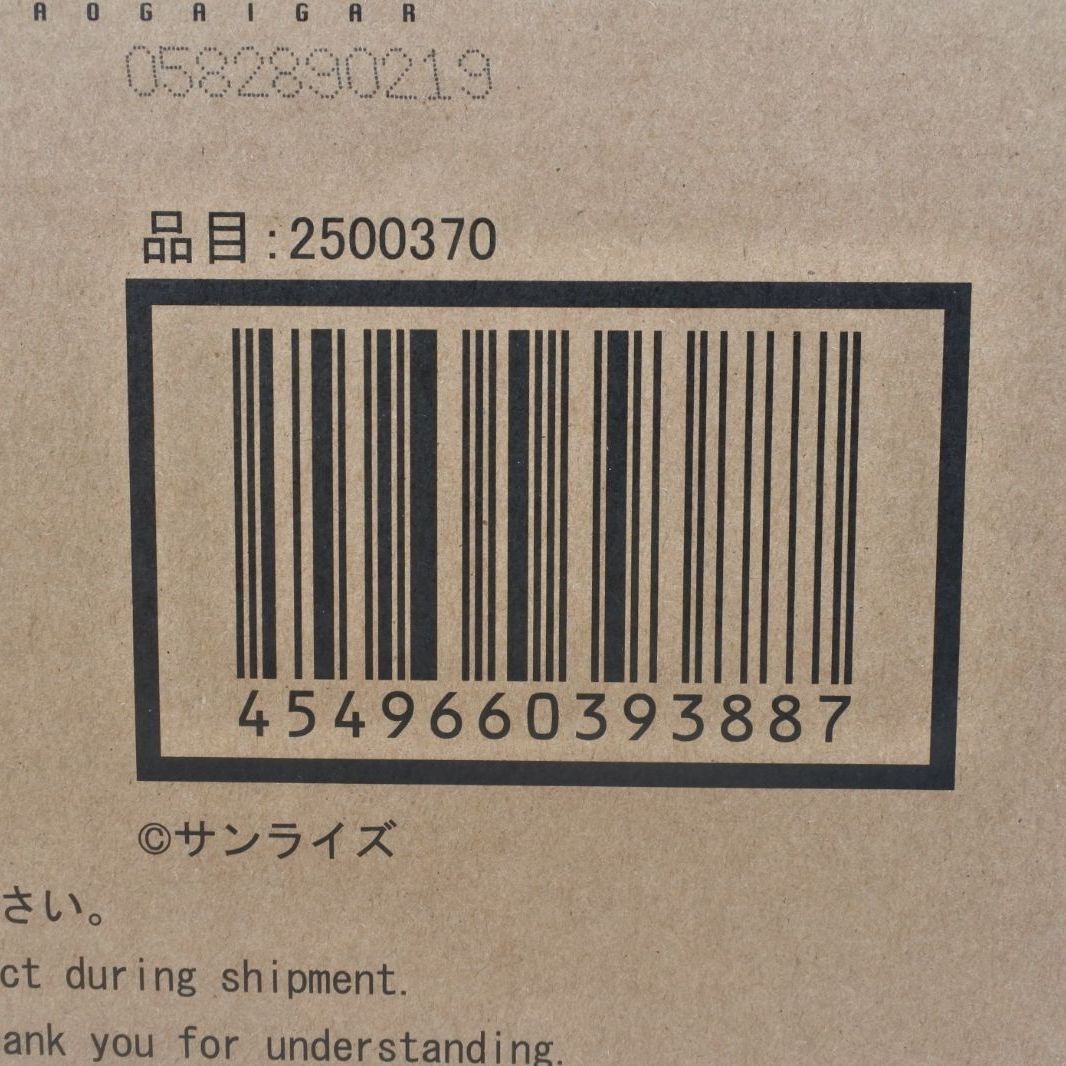 AOGAIGAR
0582890219
品目:2500370
4549660393887
©サンライズ
さい。
ct during shipment.
ank you for understanding.